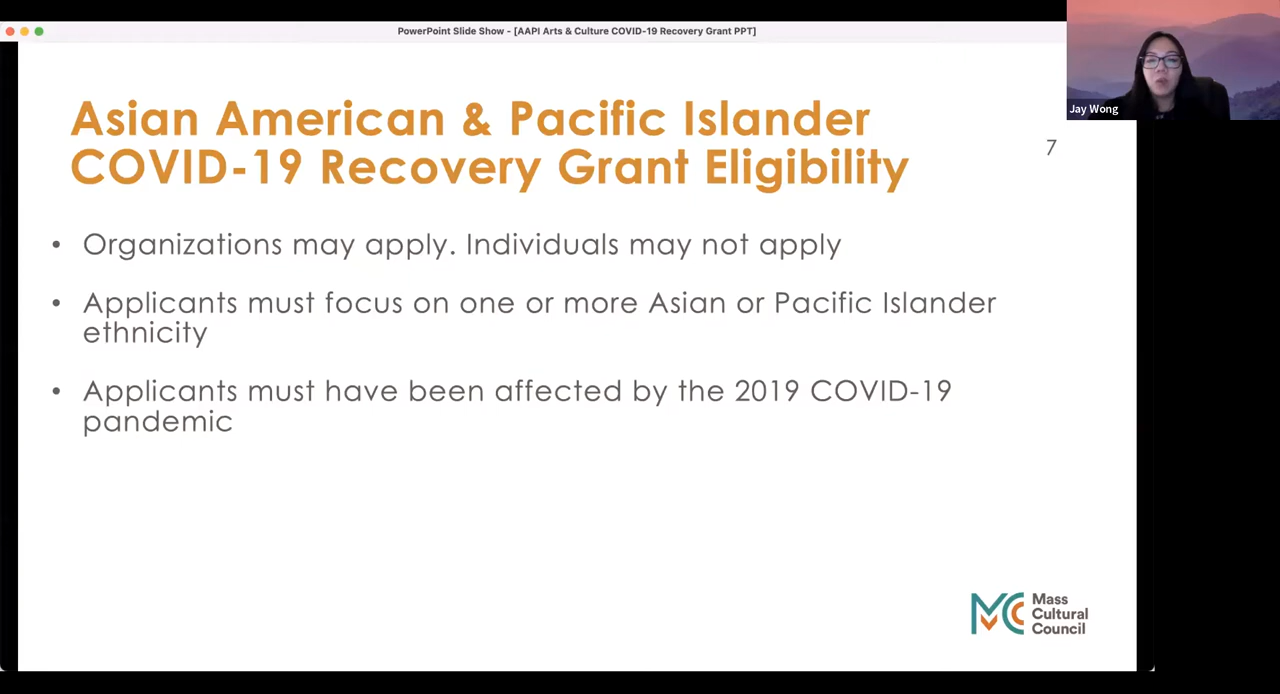 PowerPoint Slide Show - [AAPI Arts & Culture COVID-19 Recovery Grant PPT]
Jay Wong
Asian American & Pacific Islander
COVID-19 Recovery Grant Eligibility
7
• Organizations may apply. Individuals may not apply
• Applicants must focus on one or more Asian or Pacific Islander
ethnicity
• Applicants must have been affected by the 2019 COVID-19
pandemic
MCC
Mass
Cultural
Council